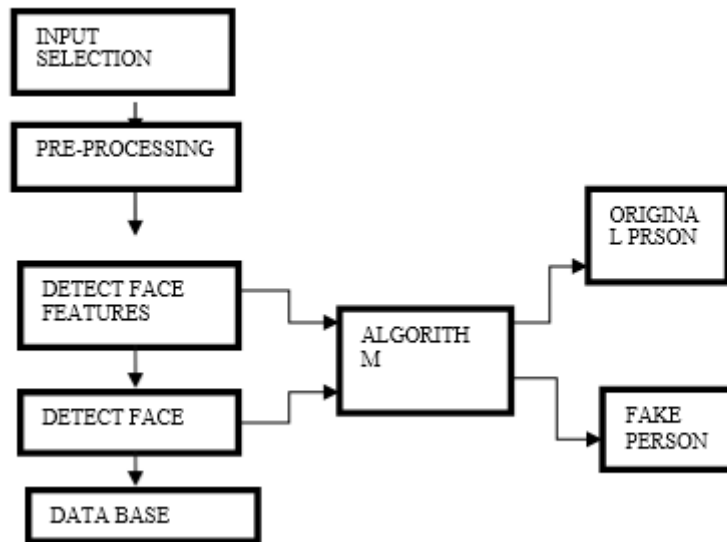 INPUT
SELECTION
PRE-PROCESSING
DETECT FACE
FEATURES
DETECT FACE
DATA BASE
ALGORITH
M
ORIGINA
L PRSON
FAKE
PERSON